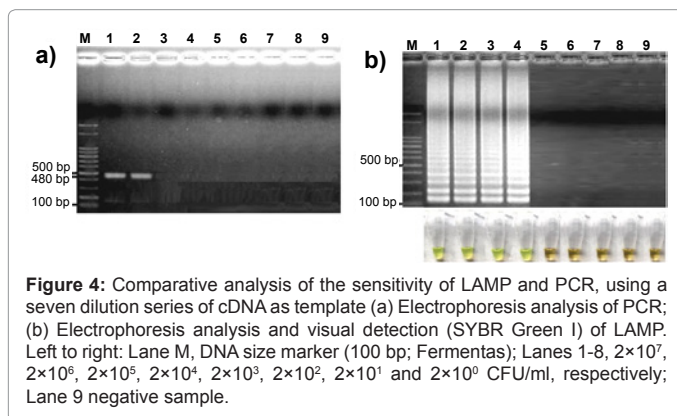 M 1 2 3 4 5 6 7 8 9
a)
500 bp
480 bp
100 bp
M 1 2 3 4 5 6 7 8 9
b)
500 bp
100 bp
Figure 4: Comparative analysis of the sensitivity of LAMP and PCR, using a
seven dilution series of cDNA as template (a) Electrophoresis analysis of PCR;
(b) Electrophoresis analysis and visual detection (SYBR Green I) of LAMP.
Left to right: Lane M, DNA size marker (100 bp; Fermentas); Lanes 1-8, 2×10⁷,
2×10⁶, 2×10⁵, 2×10⁴, 2×10³, 2×10², 2×10¹ and 2×10⁰ CFU/ml, respectively;
Lane 9 negative sample.